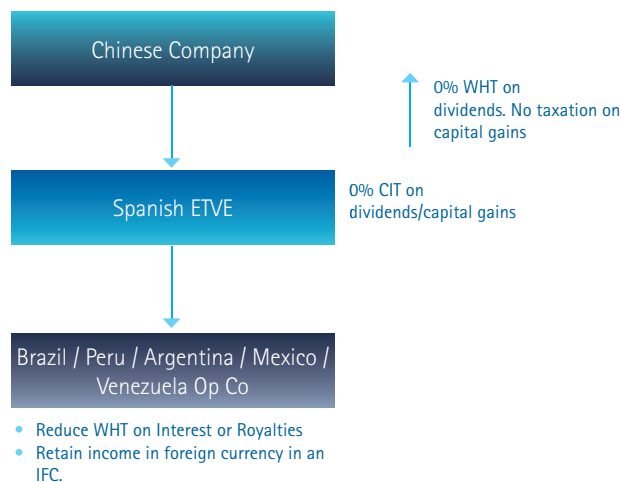 Chinese Company
0% WHT on
dividends. No taxation on
capital gains
Spanish ETVE
0% CIT on
dividends/capital gains
Brazil / Peru / Argentina / Mexico /
Venezuela Op Co
• Reduce WHT on Interest or Royalties
• Retain income in foreign currency in an
IFC.